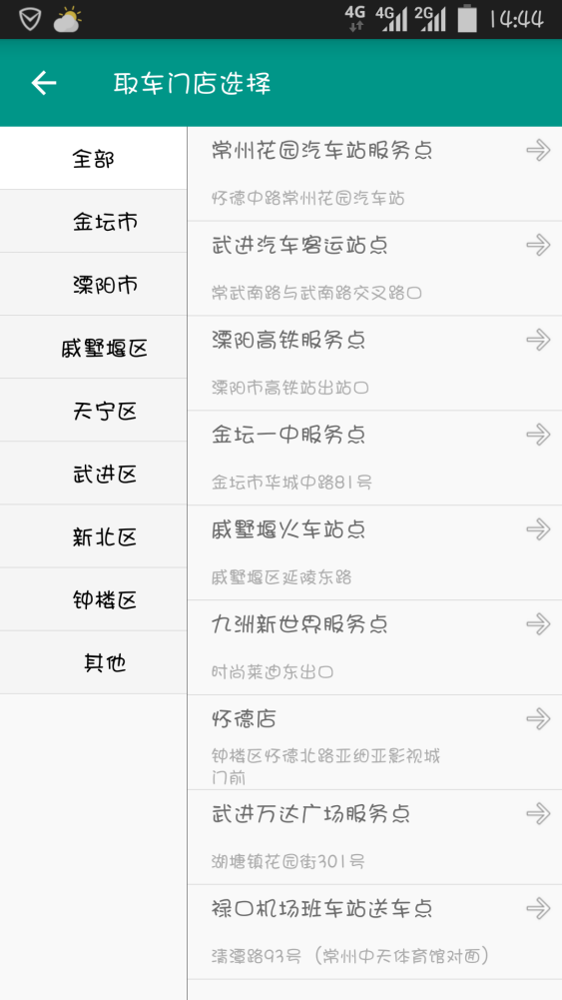 4G 4G 2G 14:44
取车门店选择
全部
金坛市
溧阳市
戚墅堰区
天宁区
武进区
新北区
钟楼区
其他
常州花园汽车站服务点
怀德中路常州花园汽车站
武进汽车客运站点
常武南路与武南路交叉路口
溧阳高铁服务点
溧阳市高铁站出站口
金坛一中服务点
金坛市华城中路81号
戚墅堰火车站点
戚墅堰区延陵东路
九洲新世界服务点
时尚莱迪东出口
怀德店
钟楼区怀德北路亚细亚影视城
门前
武进万达广场服务点
湖塘镇花园街301号
禄口机场班车站送车点
清潭路93号（常州中天体育馆对面）